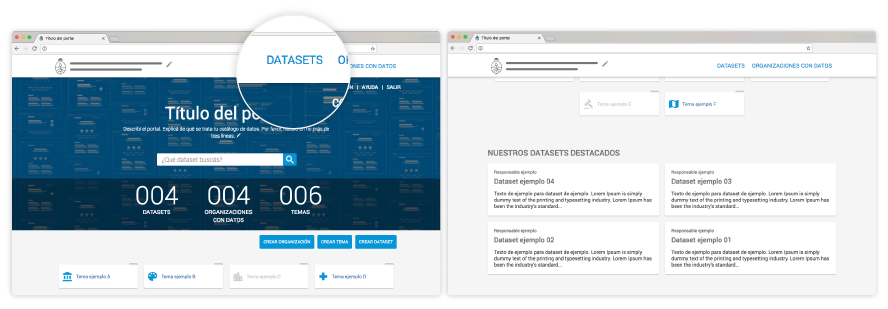 Título del portal
DATASETS
ONES CON DATOS
AYUDA | SALIR
Título del po
Describí el portal. Explicá de qué se trata tu catálogo de datos. Por favor, no más de
tres líneas.
¿Qué dataset buscás?
004
DATASETS
004
ORGANIZACIONES
CON DATOS
006
TEMAS
CREAR ORGANIZACIÓN
CREAR TEMA
CREAR DATASET
Tema ejemplo A
Tema ejemplo B
Tema ejemplo C
Tema ejemplo D
Título del portal
DATASETS ORGANIZACIONES CON DATOS
Tema ejemplo E
Tema ejemplo F
NUESTROS DATASETS DESTACADOS
Responsable ejemplo
Dataset ejemplo 04
Texto de ejemplo para dataset de ejemplo. Lorem Ipsum is simply
dummy text of the printing and typesetting industry. Lorem Ipsum has
been the industry's standard...
Responsable ejemplo
Dataset ejemplo 03
Texto de ejemplo para dataset de ejemplo. Lorem Ipsum is simply
dummy text of the printing and typesetting industry. Lorem Ipsum has
been the industry's standard...
Responsable ejemplo
Dataset ejemplo 02
Texto de ejemplo para dataset de ejemplo. Lorem Ipsum is simply
dummy text of the printing and typesetting industry. Lorem Ipsum has
been the industry's standard...
Responsable ejemplo
Dataset ejemplo 01
Texto de ejemplo para dataset de ejemplo. Lorem Ipsum is simply
dummy text of the printing and typesetting industry. Lorem Ipsum has
been the industry's standard...